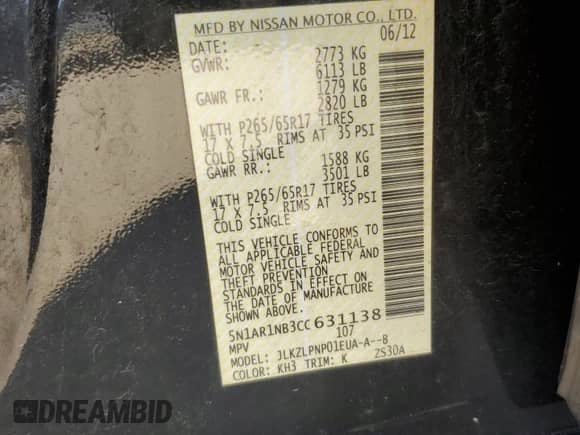 MFD BY NISSAN MOTOR CO., LTD.
DATE: 06/12
GVWR: 2773 KG
6113 LB
GAWR FR.: 1279 KG
2820 LB
WITH P265/65R17 TIRES
17 X 7.5 RIMS AT 35 PSI
COLD SINGLE
GAWR RR.: 1588 KG
3501 LB
WITH P265/65R17 TIRES
17 X 7.5 RIMS AT 35 PSI
COLD SINGLE
THIS VEHICLE CONFORMS TO
ALL APPLICABLE FEDERAL
MOTOR VEHICLE SAFETY AND
THEFT PREVENTION
STANDARDS IN EFFECT ON
THE DATE OF MANUFACTURE
SHOWN ABOVE.
5N1AR1NB3CC631138
MPV 107
MODEL: JLKZLPNP01EUA-A--B
COLOR: KH3 TRIM: K ZS30A
DREAMBID